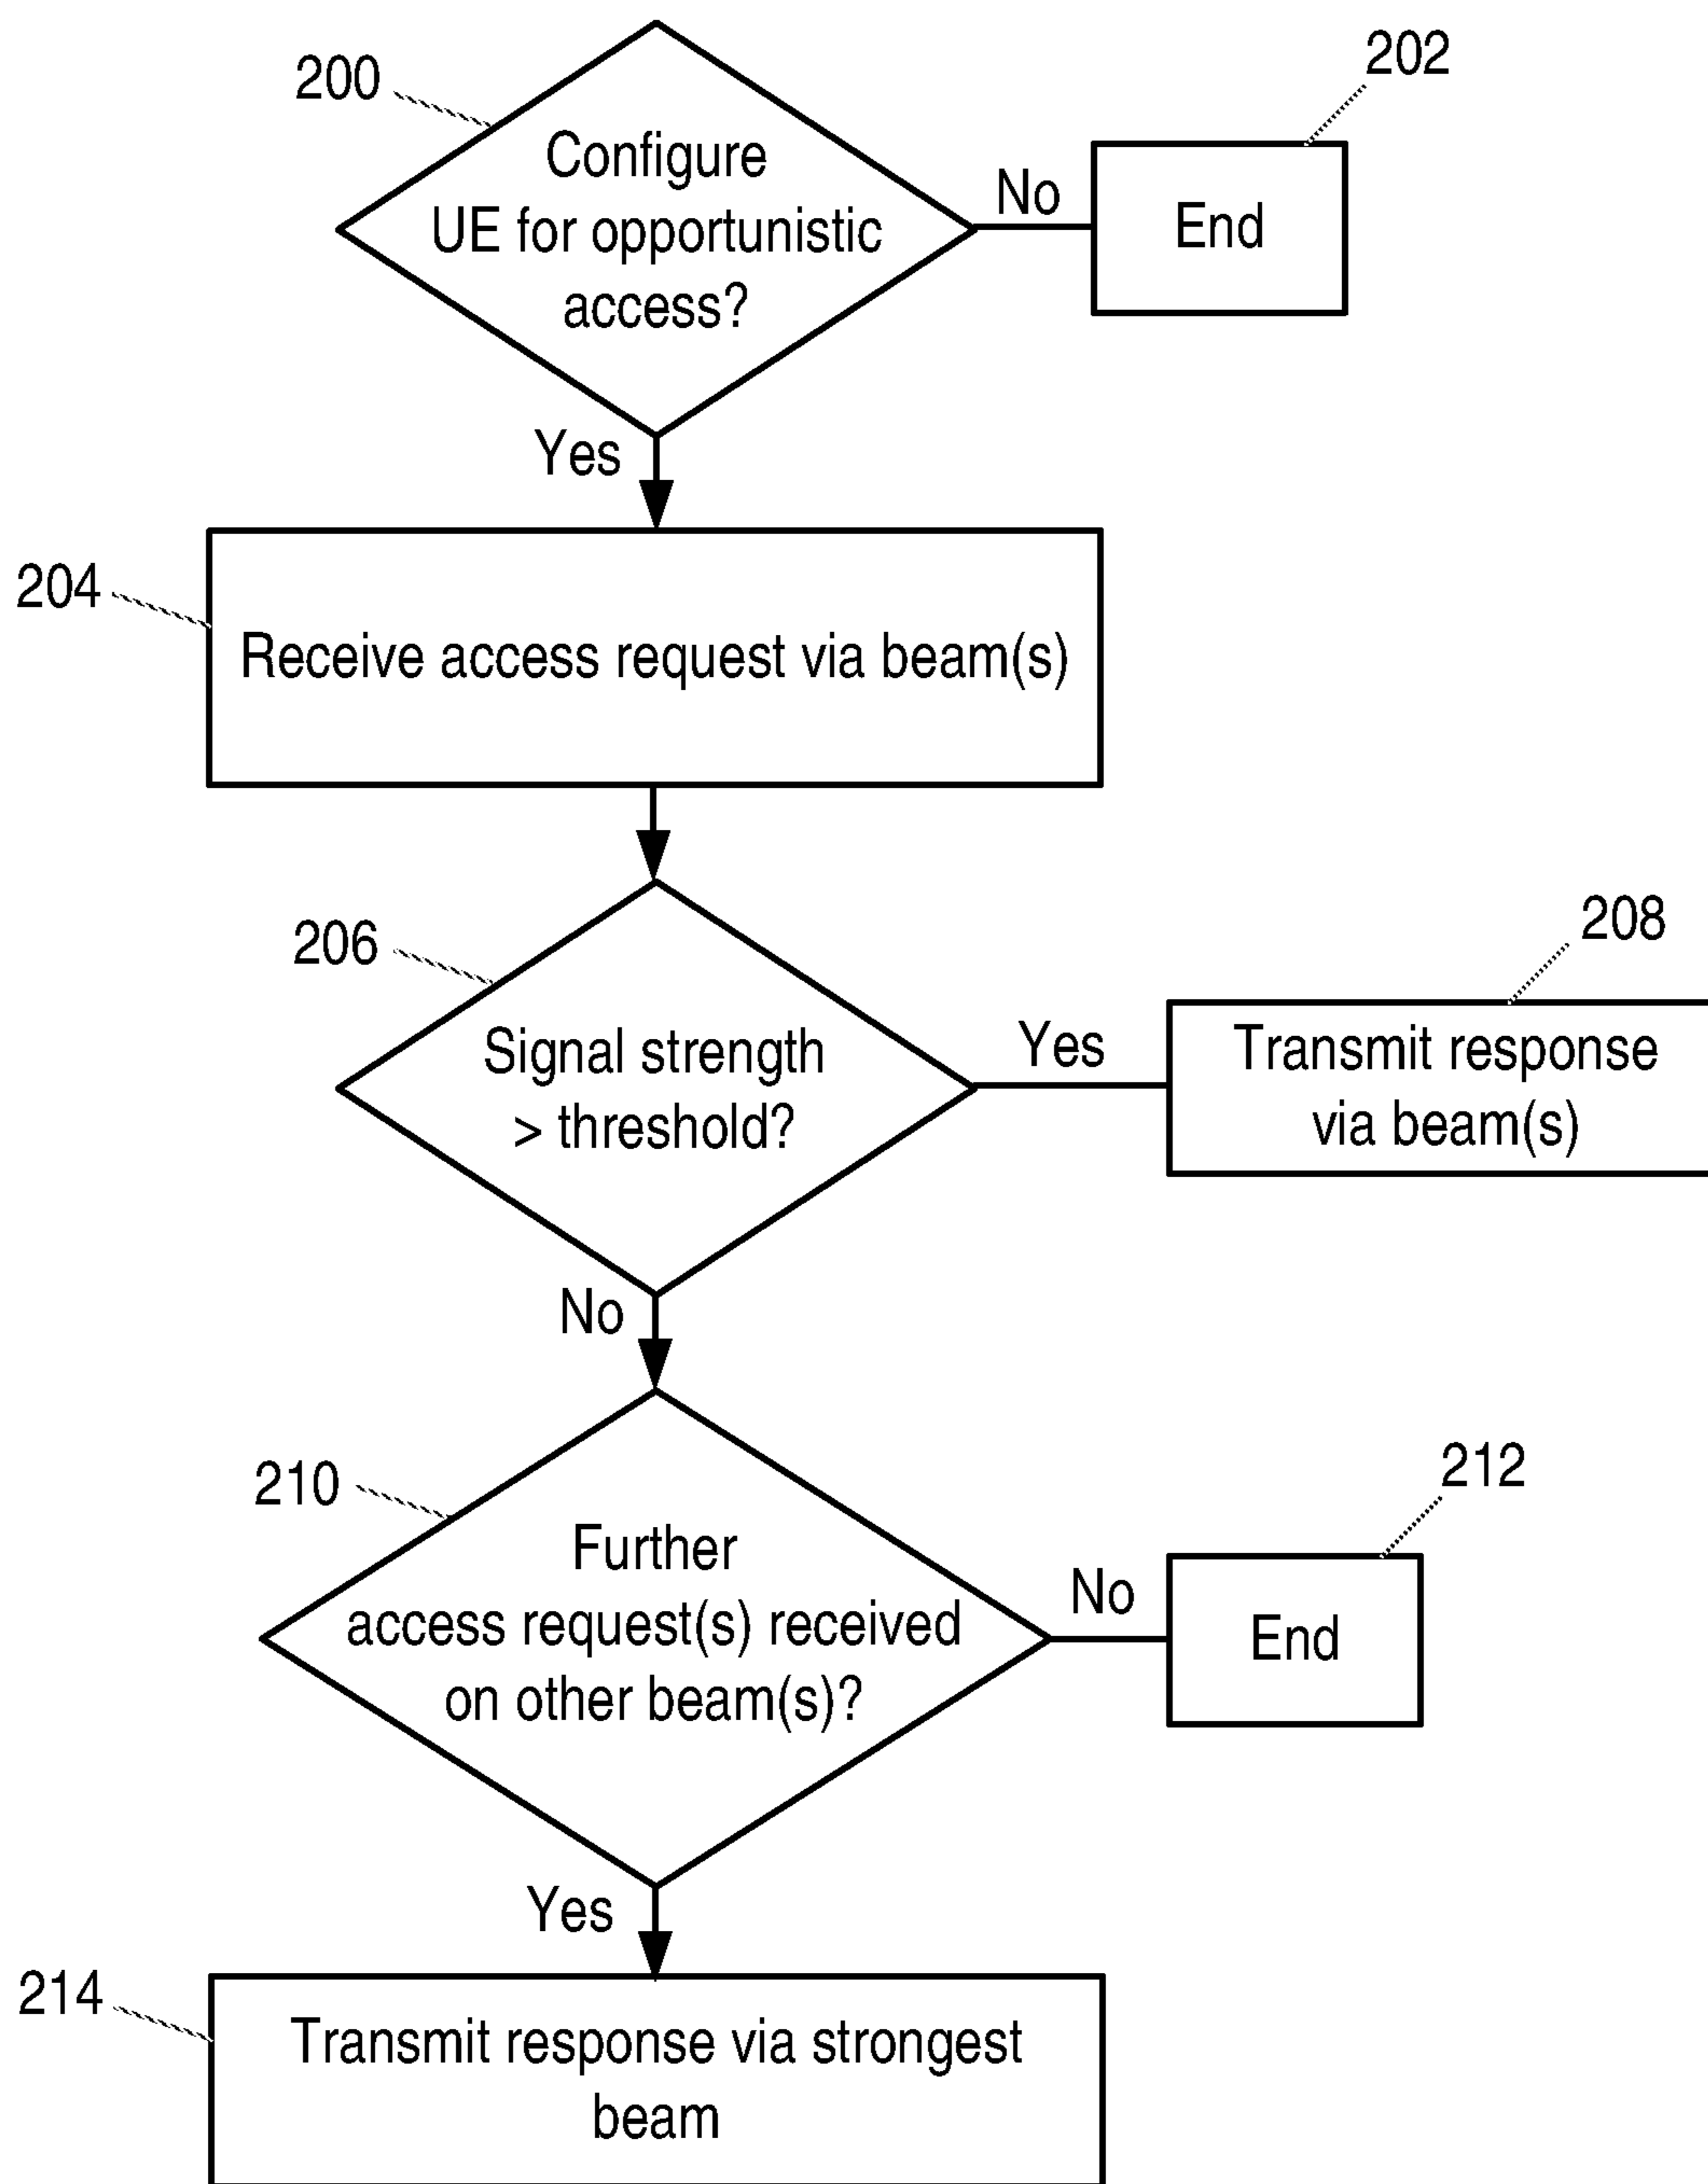 200
202
Configure
UE for opportunistic
access?
No
End
Yes
204
Receive access request via beam(s)
206
208
Signal strength
> threshold?
Yes
Transmit response
via beam(s)
No
210
212
Further
access request(s) received
on other beam(s)?
No
End
Yes
214
Transmit response via strongest
beam